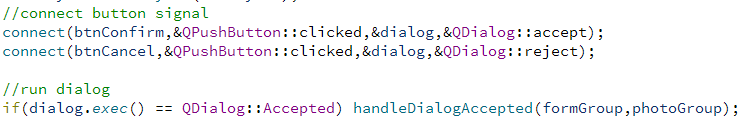 //connect button signal
connect(btnConfirm,&QPushButton::clicked,&dialog,&QDialog::accept);
connect(btnCancel,&QPushButton::clicked,&dialog,&QDialog::reject);
//run dialog
if(dialog.exec() == QDialog::Accepted) handleDialogAccepted(formGroup,photoGroup);